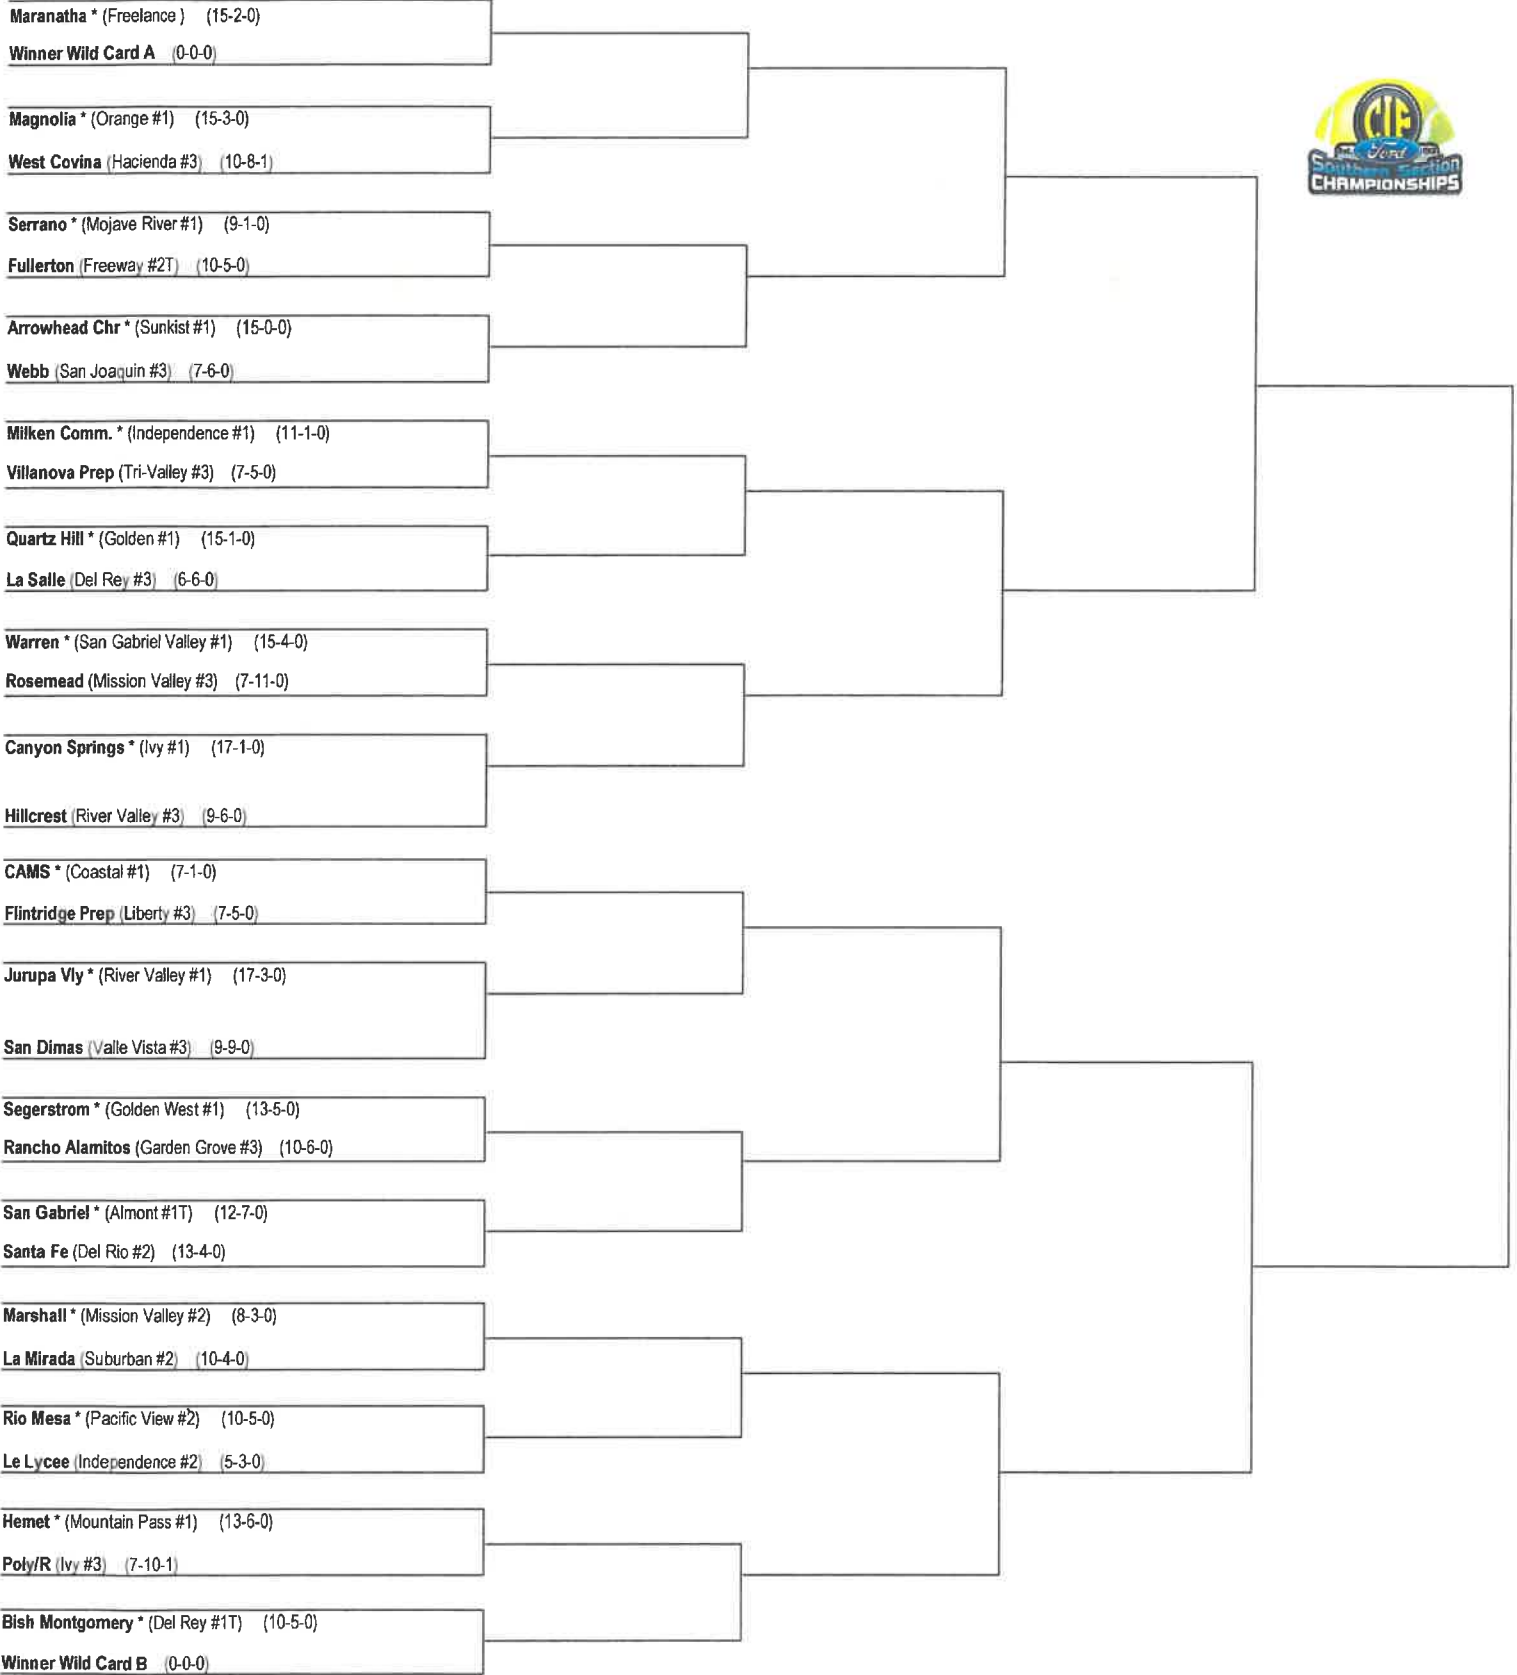 Maranatha * (Freelance ) (15-2-0)
Winner Wild Card A (0-0-0)
Magnolia * (Orange #1) (15-3-0)
West Covina (Hacienda #3) (10-8-1)
Serrano * (Mojave River #1) (9-1-0)
Fullerton (Freeway #2T) (10-5-0)
Arrowhead Chr * (Sunkist #1) (15-0-0)
Webb (San Joaquin #3) (7-6-0)
Milken Comm. * (Independence #1) (11-1-0)
Villanova Prep (Tri-Valley #3) (7-5-0)
Quartz Hill * (Golden #1) (15-1-0)
La Salle (Del Rey #3) (6-6-0)
Warren * (San Gabriel Valley #1) (15-4-0)
Rosemead (Mission Valley #3) (7-11-0)
Canyon Springs * (Ivy #1) (17-1-0)
Hillcrest (River Valley #3) (9-6-0)
CAMS * (Coastal #1) (7-1-0)
Flintridge Prep (Liberty #3) (7-5-0)
Jurupa Vly * (River Valley #1) (17-3-0)
San Dimas (Valle Vista #3) (9-9-0)
Segerstrom * (Golden West #1) (13-5-0)
Rancho Alamitos (Garden Grove #3) (10-6-0)
San Gabriel * (Almont #1T) (12-7-0)
Santa Fe (Del Rio #2) (13-4-0)
Marshall * (Mission Valley #2) (8-3-0)
La Mirada (Suburban #2) (10-4-0)
Rio Mesa * (Pacific View #2) (10-5-0)
Le Lycee (Independence #2) (5-3-0)
Hemet * (Mountain Pass #1) (13-6-0)
Poly/R (Ivy #3) (7-10-1)
Bish Montgomery * (Del Rey #1T) (10-5-0)
Winner Wild Card B (0-0-0)
CIF
Ford
Southern Section
CHAMPIONSHIPS